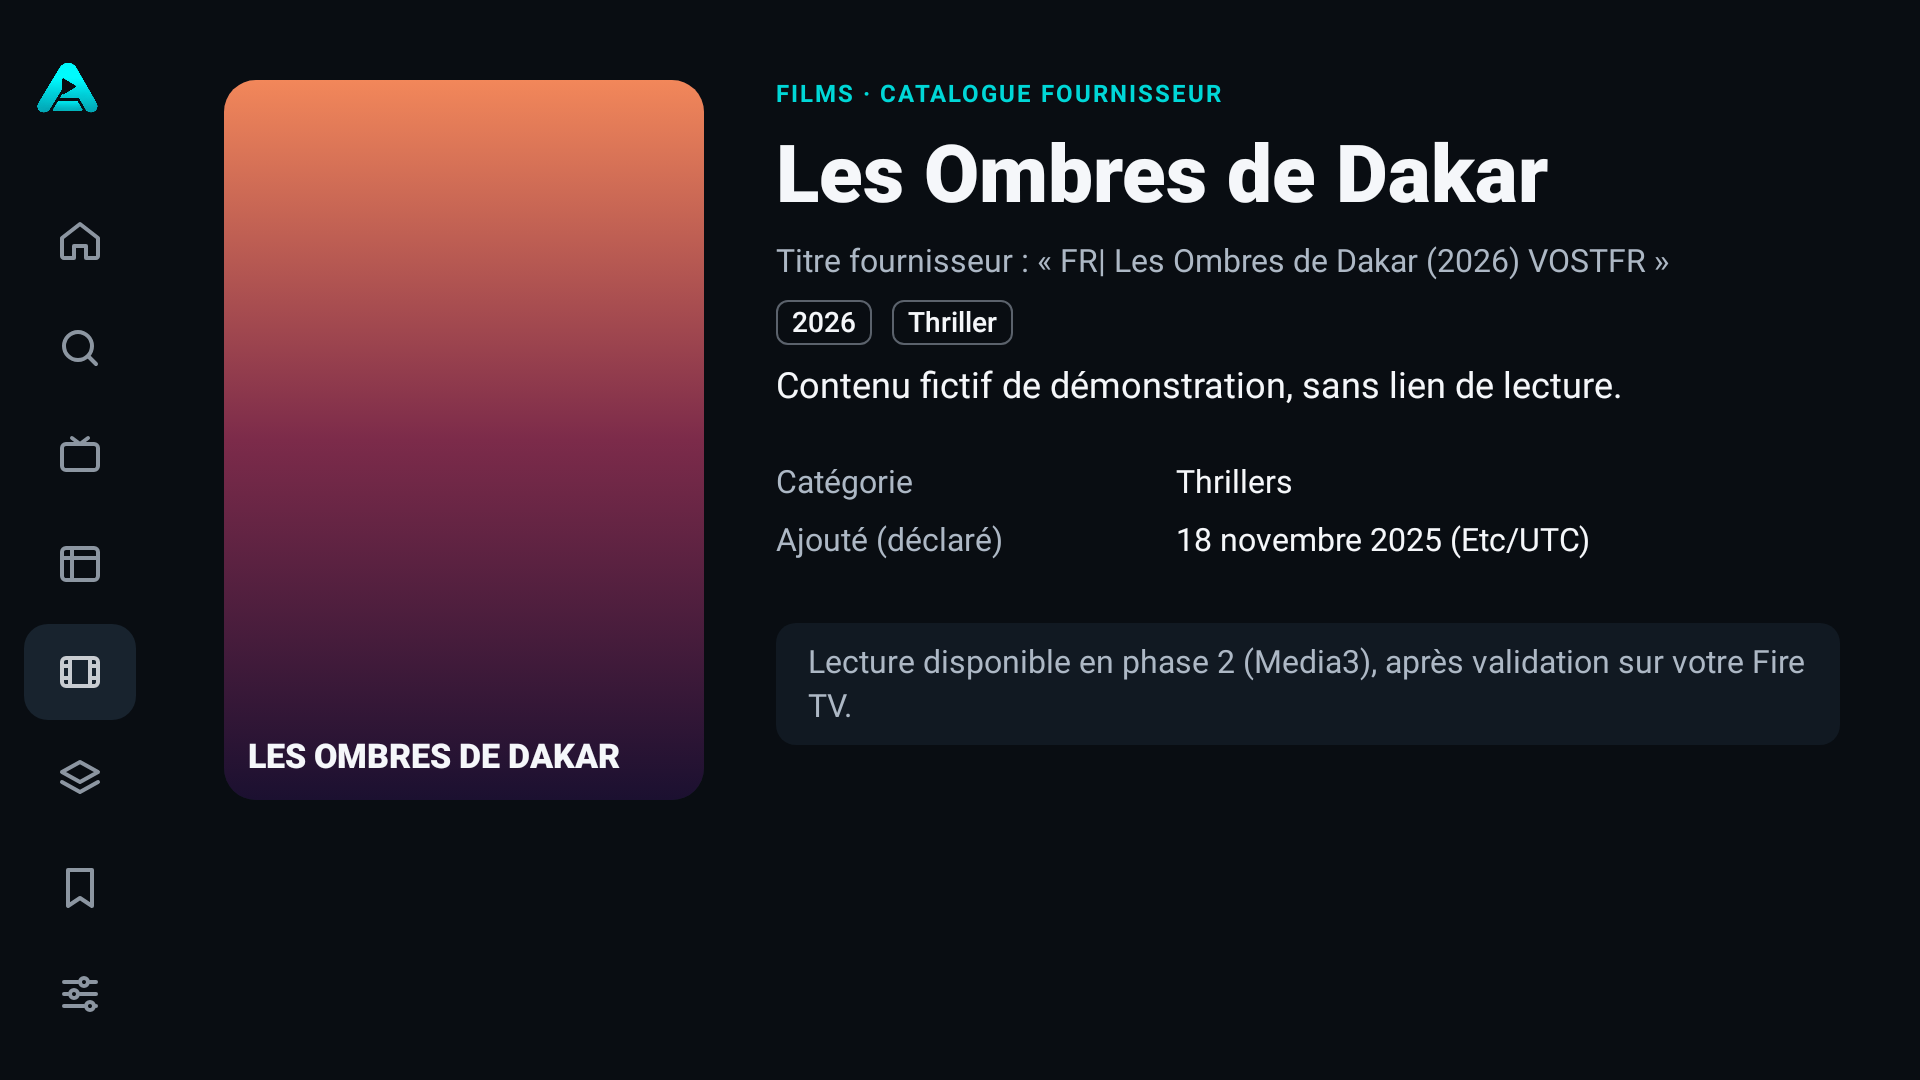 FILMS · CATALOGUE FOURNISSEUR
Les Ombres de Dakar
Titre fournisseur : « FR| Les Ombres de Dakar (2026) VOSTFR »
2026 Thriller
Contenu fictif de démonstration, sans lien de lecture.
Catégorie Thrillers
Ajouté (déclaré) 18 novembre 2025 (Etc/UTC)
Lecture disponible en phase 2 (Media3), après validation sur votre Fire
TV.
LES OMBRES DE DAKAR